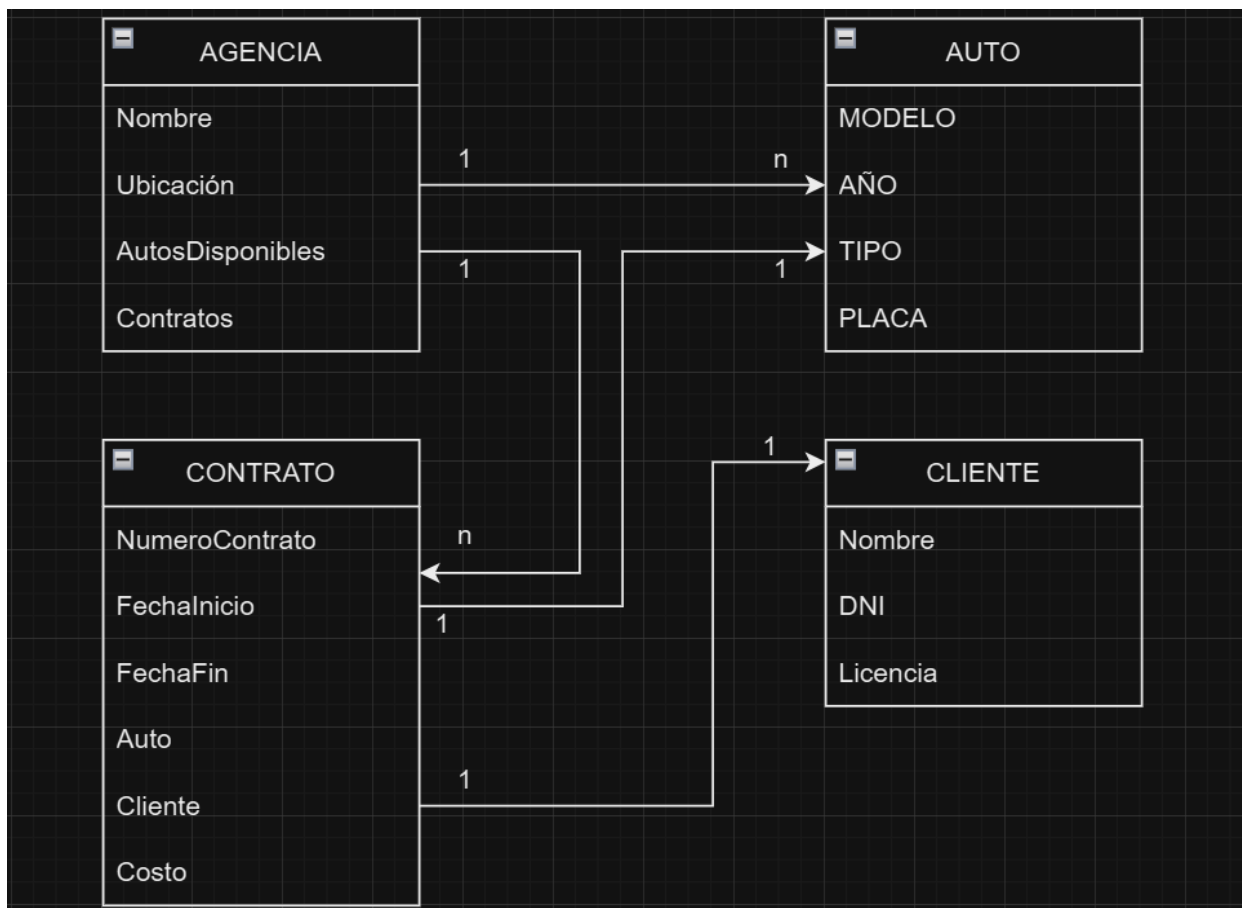 AGENCIA
Nombre
Ubicación
AutosDisponibles
Contratos
AUTO
MODELO
AÑO
TIPO
PLACA
1
n
1
1
CONTRATO
NumeroContrato
FechaInicio
FechaFin
Auto
Cliente
Costo
n
1
1
1
CLIENTE
Nombre
DNI
Licencia